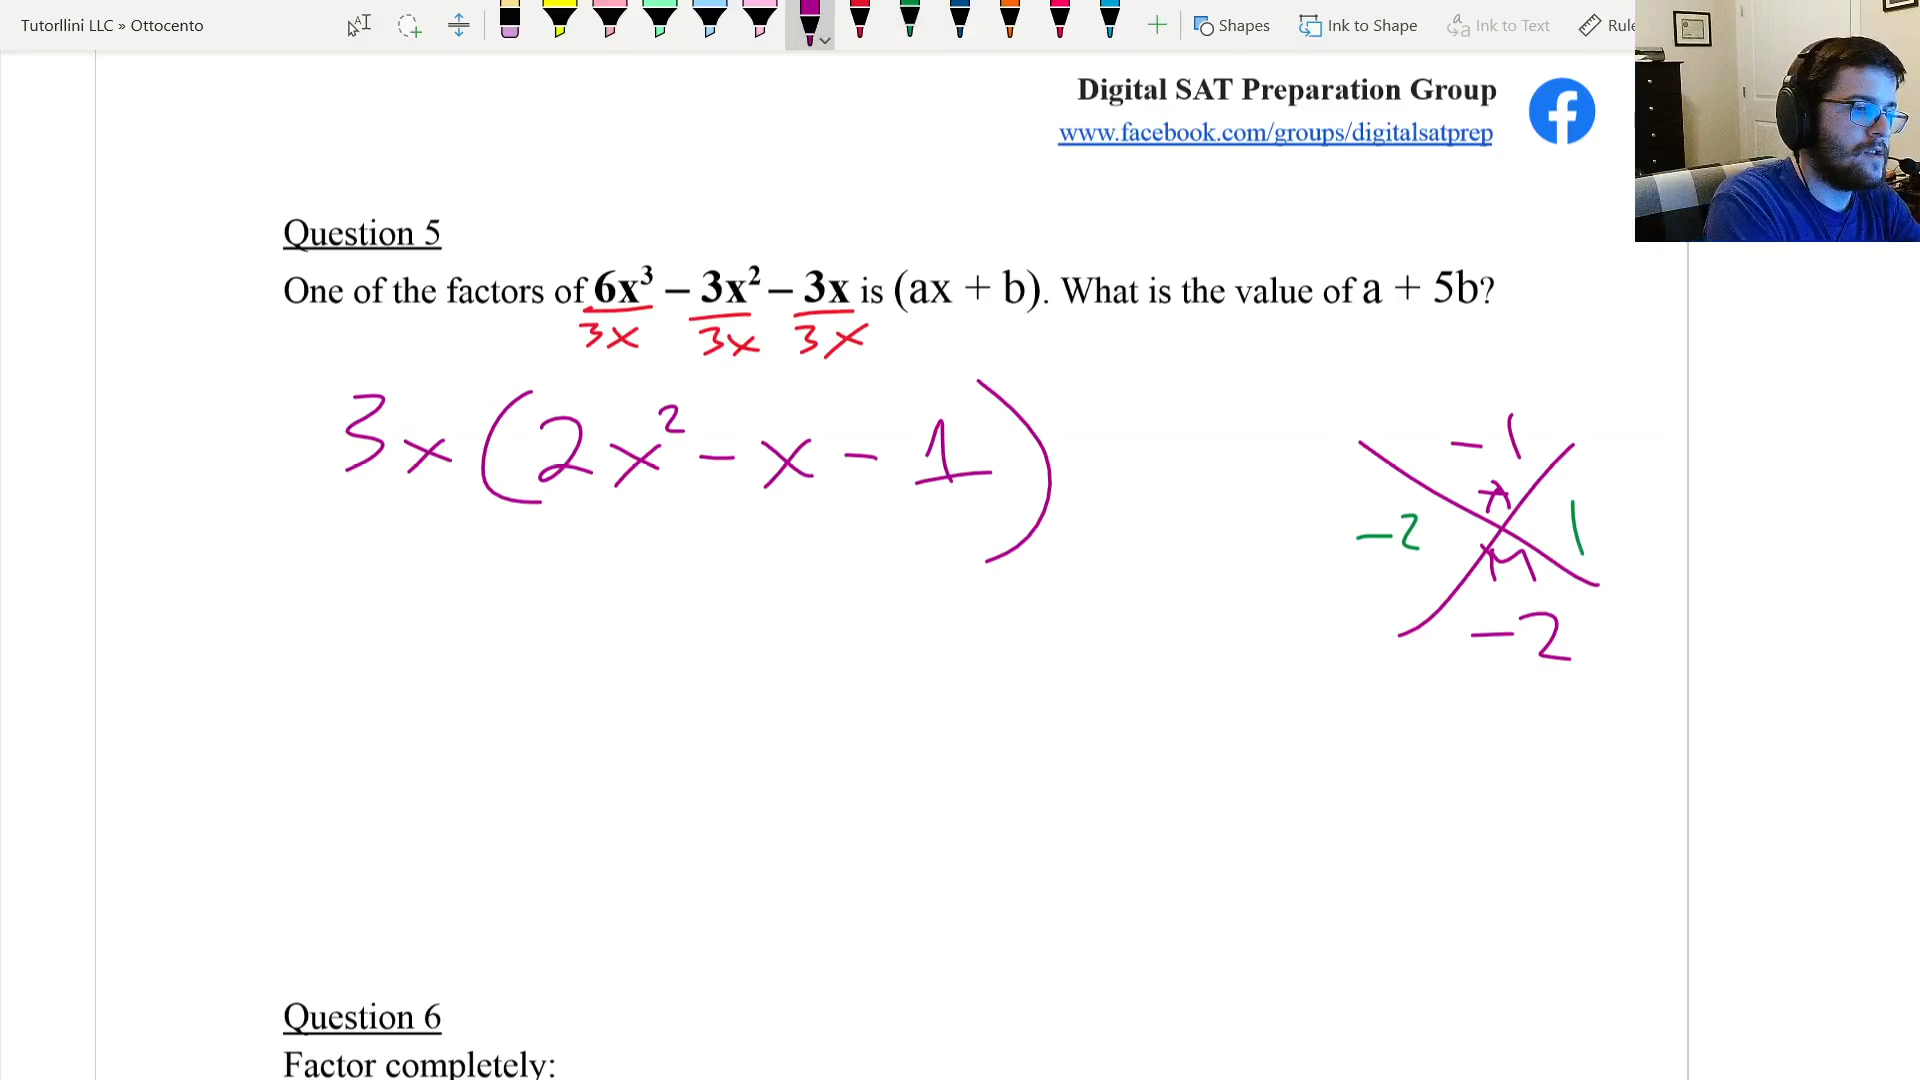 Tutorllini LLC » Ottocento
Shapes
Ink to Shape
Ink to Text
Digital SAT Preparation Group
www.facebook.com/groups/digitalsatprep
Question 5
One of the factors of 6x³ – 3x² – 3x is (ax + b). What is the value of a + 5b?
3x 3x 3x
3x(2x² - x - 1)
-1
A
-2 1
M
-2
Question 6
Factor completely: